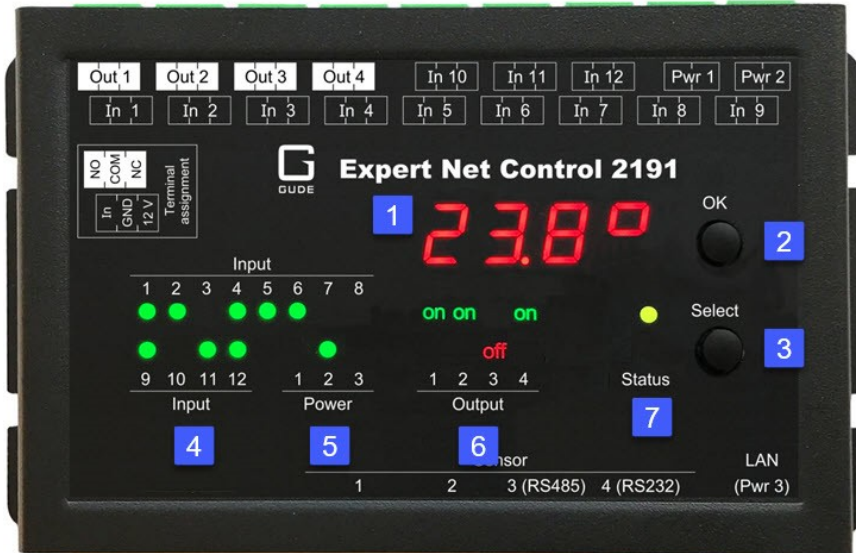 Out 1 Out 2 Out 3 Out 4 In 10 In 11 In 12 Pwr 1 Pwr 2
In 1 In 2 In 3 In 4 In 5 In 6 In 7 In 8 In 9
NO COM NC
In GND 12 V
Terminal assignment
G
GUDE
Expert Net Control 2191
1
23.8°
OK
2
Input
1 2 3 4 5 6 7 8
on on on
Select
3
off
9 10 11 12 1 2 3 1 2 3 4
Input Power Output Status
4 5 6 7
Sensor LAN
1 2 3 (RS485) 4 (RS232) (Pwr 3)